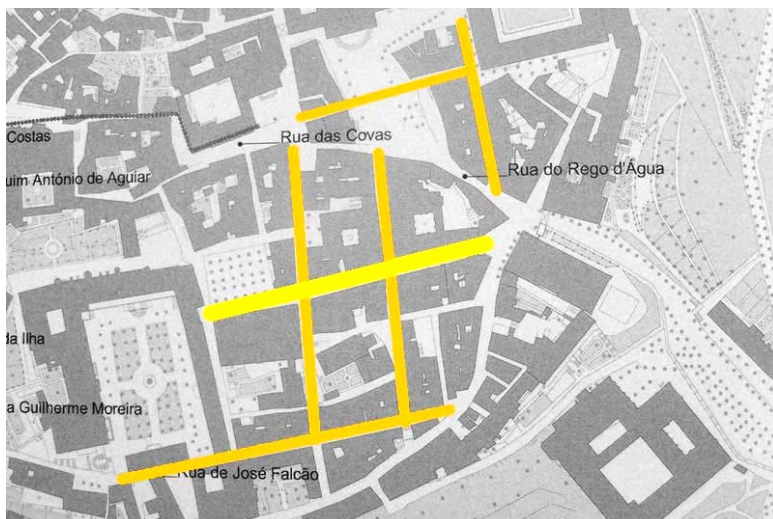 Rua das Covas
Costas
Rua do Rego d'Água
uim António de Aguiar
da Ilha
a Guilherme Moreira
Rua de José Falcão